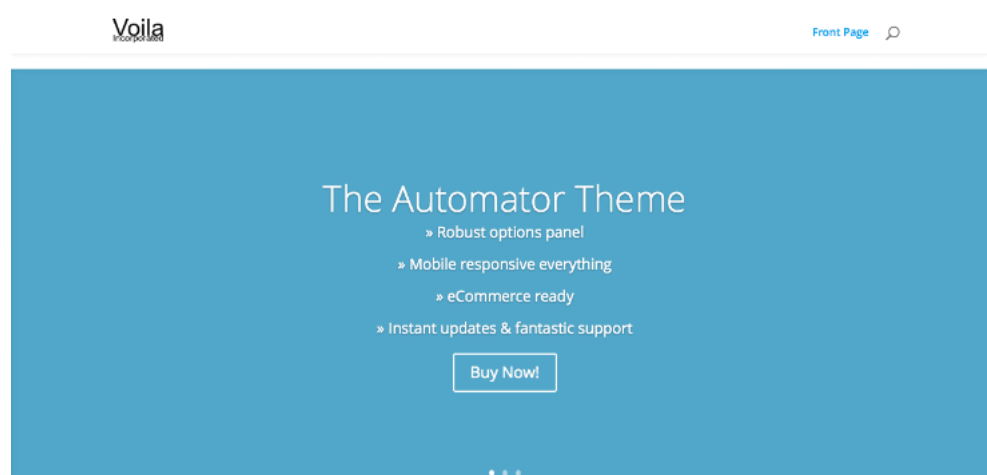 Voila
Incorporated
Front Page
The Automator Theme
» Robust options panel
» Mobile responsive everything
» eCommerce ready
» Instant updates & fantastic support
Buy Now!